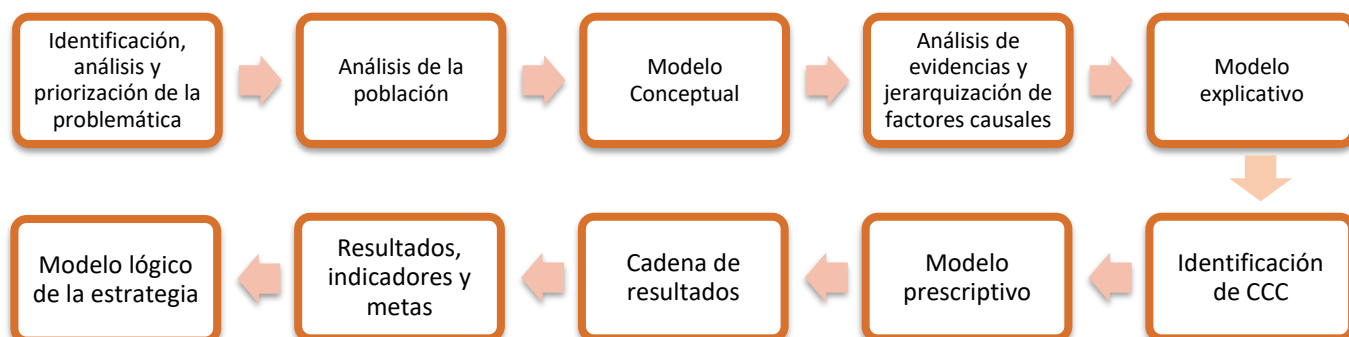 Identificación,
análisis y
priorización de la
problemática
Análisis de la
población
Modelo
Conceptual
Análisis de
evidencias y
jerarquización de
factores causales
Modelo
explicativo
Identificación
de CCC
Modelo
prescriptivo
Cadena de
resultados
Resultados,
indicadores y
metas
Modelo lógico
de la estrategia